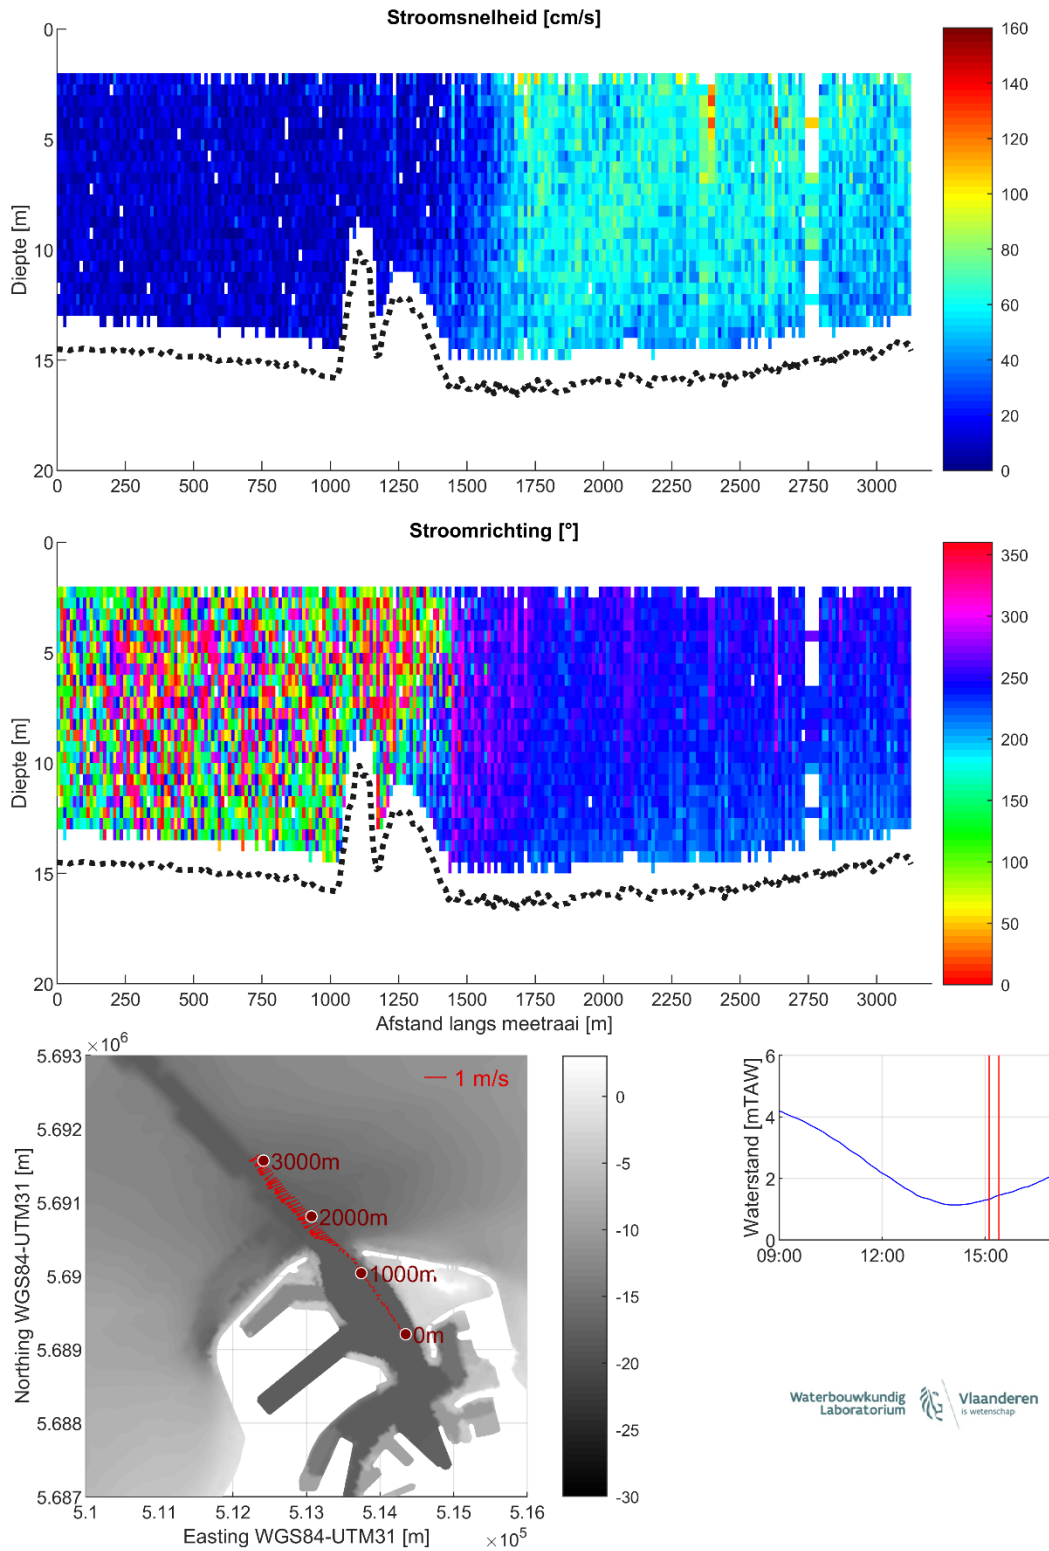 Stroomsnelheid [cm/s]
Diepte [m]
0
5
10
15
20
0 250 500 750 1000 1250 1500 1750 2000 2250 2500 2750 3000
160
140
120
100
80
60
40
20
0
Stroomrichting [°]
Diepte [m]
0
5
10
15
20
0 250 500 750 1000 1250 1500 1750 2000 2250 2500 2750 3000
Afstand langs meetraai [m]
350
300
250
200
150
100
50
0
×10⁶
Northing WGS84-UTM31 [m]
5.693
5.692
5.691
5.69
5.689
5.688
5.687
5.1 5.11 5.12 5.13 5.14 5.15 5.16
Easting WGS84-UTM31 [m]
×10⁵
1 m/s
3000m
2000m
1000m
0m
0
-5
-10
-15
-20
-25
-30
Waterstand [mTAW]
6
4
2
0
09:00 12:00 15:00
Waterbouwkundig
Laboratorium
Vlaanderen
is wetenschap